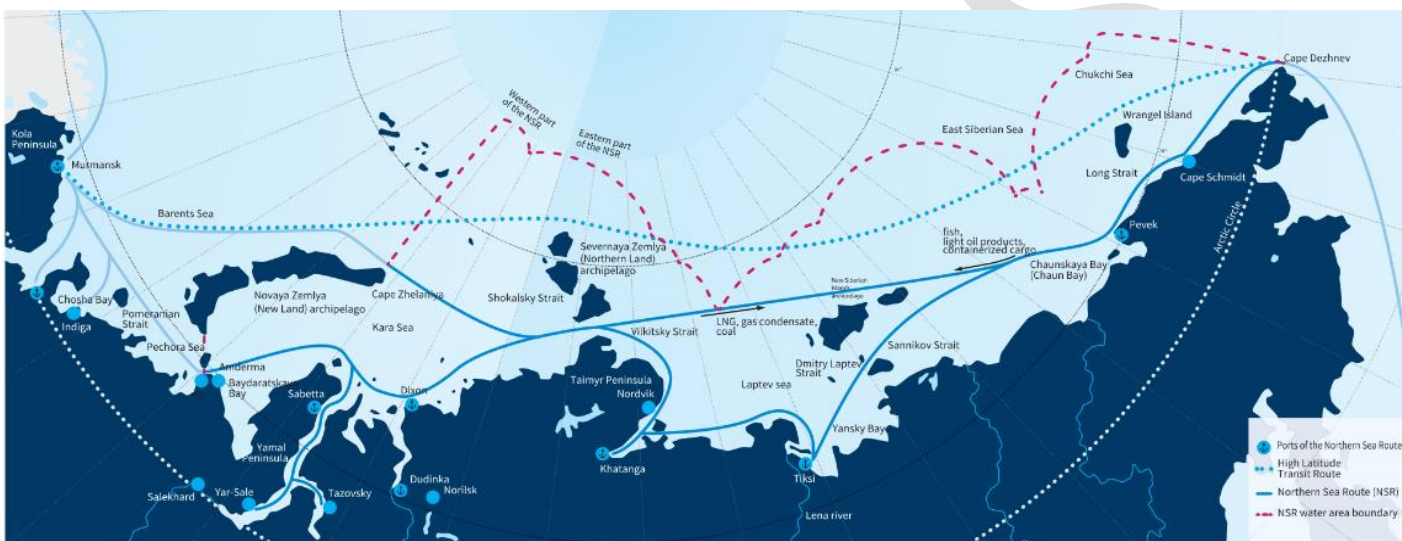 Cape Dezhnev
Chukchi Sea
Western part
of the NSR
Eastern part
of the NSR
East Siberian Sea
Wrangel Island
Kola
Peninsula
Murmansk
Long Strait
Cape Schmidt
Arctic Circle
Barents Sea
Pevek
fish,
light oil products,
containerized cargo
Severnaya Zemlya
(Northern Land)
archipelago
Chaunskaya Bay
(Chaun Bay)
Novaya Zemlya
(New Land) archipelago
Cape Zhelaniya
Shokalsky Strait
New Siberian
Islands
archipelago
Chosha Bay
Indiga
Pomeranian
Strait
Kara Sea
Vilkitsky Strait
LNG, gas condensate,
coal
Pechora Sea
Sannikov Strait
Amderma
Baydaratskaya
Bay
Sabetta
Dixon
Taimyr Peninsula
Nordvik
Laptev sea
Dmitry Laptev
Strait
Yansky Bay
Yamal
Peninsula
Khatanga
Tiksi
Salekhard
Yar-Sale
Tazovsky
Dudinka
Norilsk
Lena river
Ports of the Northern Sea Route
High Latitude
Transit Route
Northern Sea Route (NSR)
NSR water area boundary